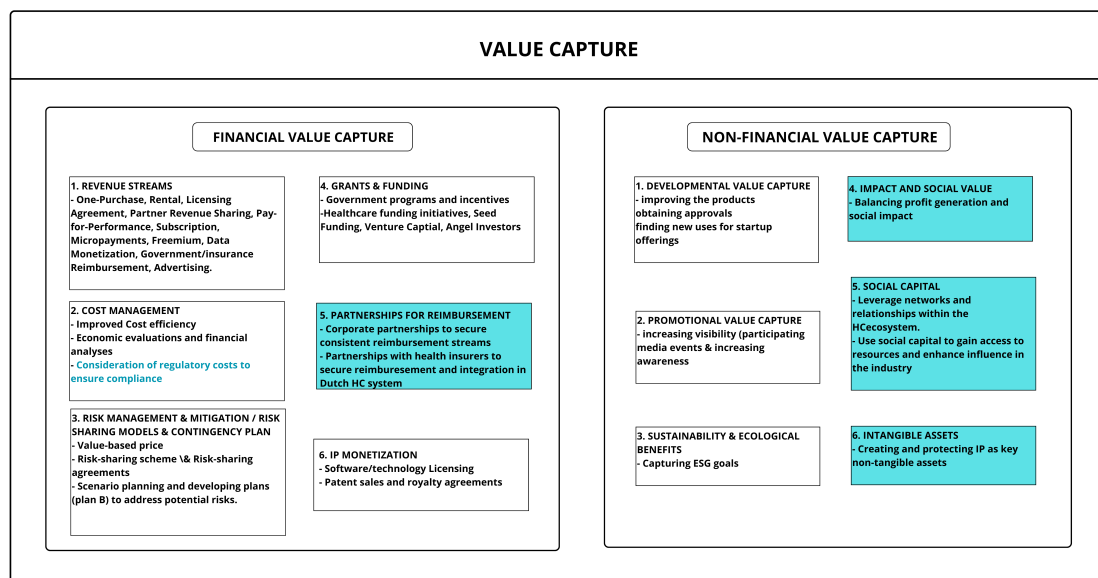 VALUE CAPTURE
FINANCIAL VALUE CAPTURE
1. REVENUE STREAMS
- One-Purchase, Rental, Licensing
Agreement, Partner Revenue Sharing, Pay-
for-Performance, Subscription,
Micropayments, Freemium, Data
Monetization, Government/insurance
Reimbursement, Advertising.
2. COST MANAGEMENT
- Improved Cost efficiency
- Economic evaluations and financial
analyses
- Consideration of regulatory costs to
ensure compliance
3. RISK MANAGEMENT & MITIGATION / RISK
SHARING MODELS & CONTINGENCY PLAN
- Value-based price
- Risk-sharing scheme \& Risk-sharing
agreements
- Scenario planning and developing plans
(plan B) to address potential risks.
4. GRANTS & FUNDING
- Government programs and incentives
-Healthcare funding initiatives, Seed
Funding, Venture Captial, Angel Investors
5. PARTNERSHIPS FOR REIMBURSEMENT
- Corporate partnerships to secure
consistent reimbursement streams
- Partnerships with health insurers to
secure reimburesement and integration in
Dutch HC system
6. IP MONETIZATION
- Software/technology Licensing
- Patent sales and royalty agreements
NON-FINANCIAL VALUE CAPTURE
1. DEVELOPMENTAL VALUE CAPTURE
- improving the products
obtaining approvals
finding new uses for startup
offerings
2. PROMOTIONAL VALUE CAPTURE
- increasing visibility (participating
media events & increasing
awareness
3. SUSTAINABILITY & ECOLOGICAL
BENEFITS
- Capturing ESG goals
4. IMPACT AND SOCIAL VALUE
- Balancing profit generation and
social impact
5. SOCIAL CAPITAL
- Leverage networks and
relationships within the
HCecosystem.
- Use social capital to gain access to
resources and enhance influence in
the industry
6. INTANGIBLE ASSETS
- Creating and protecting IP as key
non-tangible assets